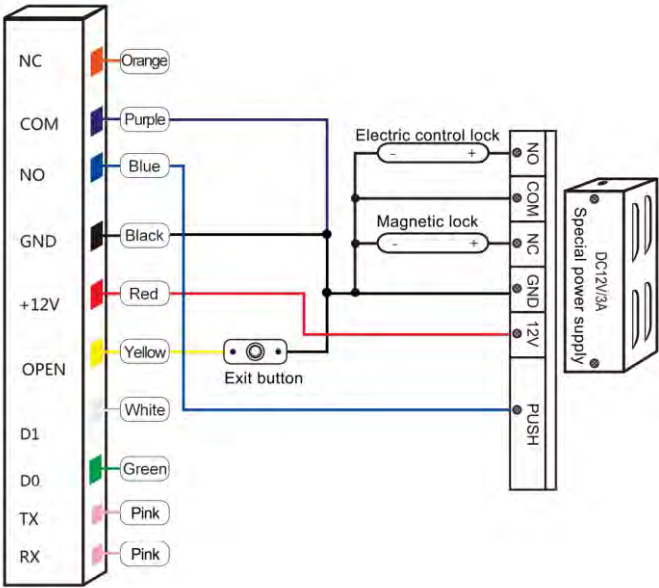 NC
Orange
COM
Purple
NO
Blue
GND
Black
+12V
Red
OPEN
Yellow
Exit button
White
D1
D0
Green
TX
Pink
RX
Pink
Electric control lock
- +
Magnetic lock
- +
NO
COM
NC
GND
12V
PUSH
DC12V/3A
Special power supply